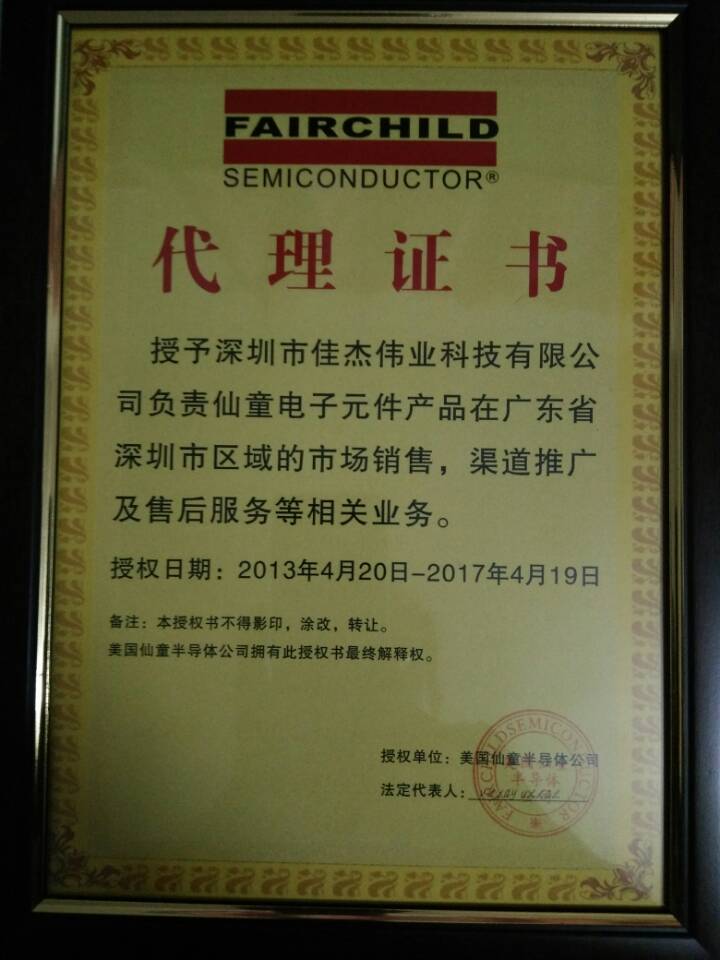 FAIRCHILD
SEMICONDUCTOR®
代理证书
授予深圳市佳杰伟业科技有限公
司负责仙童电子元件产品在广东省
深圳市区域的市场销售，渠道推广
及售后服务等相关业务。
授权日期：2013年4月20日-2017年4月19日
备注：本授权书不得影印，涂改，转让。
美国仙童半导体公司拥有此授权书最终解释权。
授权单位：美国仙童半导体公司
法定代表人：
FAIRCHILDSEMICONDUCTOR
半导体